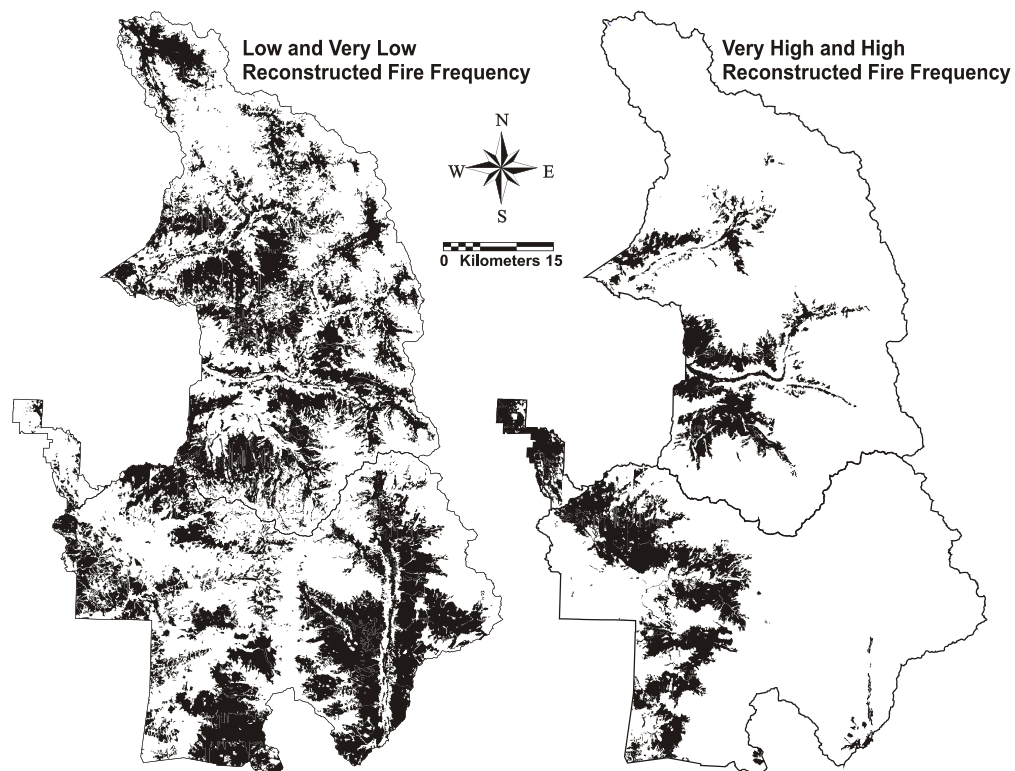 Low and Very Low
Reconstructed Fire Frequency
Very High and High
Reconstructed Fire Frequency
N
W E
S
0 Kilometers 15